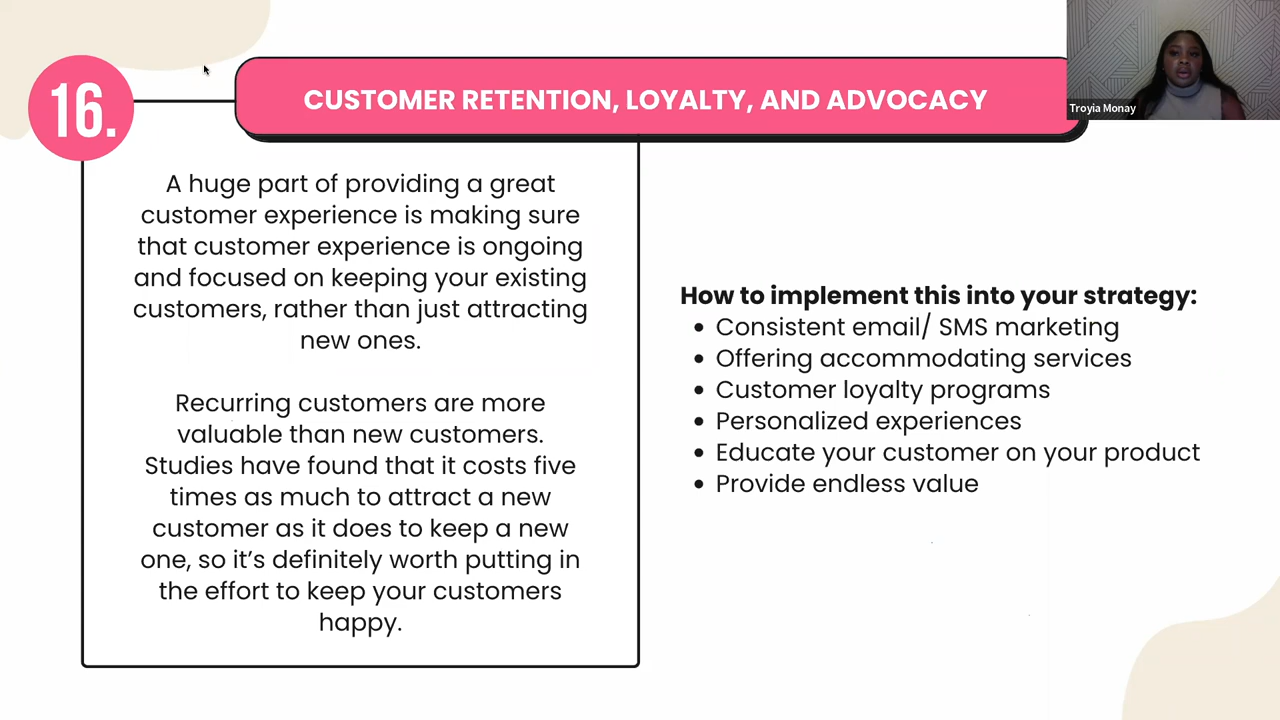 16.
CUSTOMER RETENTION, LOYALTY, AND ADVOCACY
Troyia Monay
A huge part of providing a great
customer experience is making sure
that customer experience is ongoing
and focused on keeping your existing
customers, rather than just attracting
new ones.
Recurring customers are more
valuable than new customers.
Studies have found that it costs five
times as much to attract a new
customer as it does to keep a new
one, so it’s definitely worth putting in
the effort to keep your customers
happy.
How to implement this into your strategy:
• Consistent email/ SMS marketing
• Offering accommodating services
• Customer loyalty programs
• Personalized experiences
• Educate your customer on your product
• Provide endless value